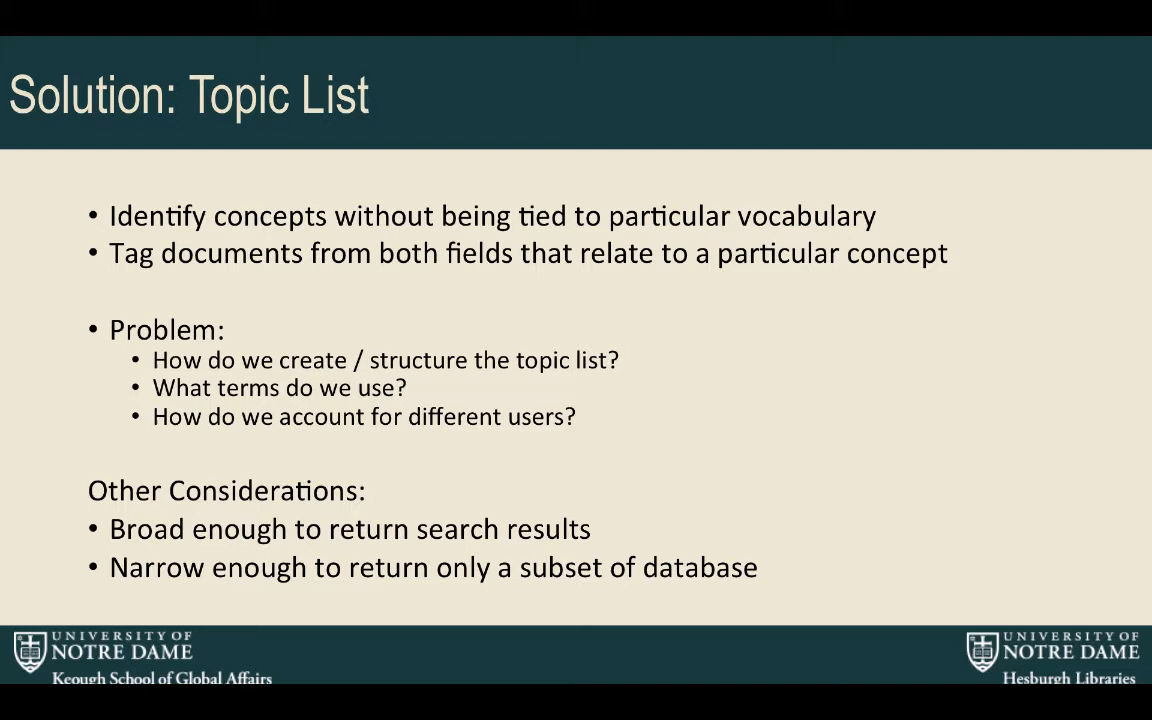 Solution: Topic List
• Identify concepts without being tied to particular vocabulary
• Tag documents from both fields that relate to a particular concept
• Problem:
• How do we create / structure the topic list?
• What terms do we use?
• How do we account for different users?
Other Considerations:
• Broad enough to return search results
• Narrow enough to return only a subset of database
UNIVERSITY OF
NOTRE DAME
Keough School of Global Affairs
UNIVERSITY OF
NOTRE DAME
Hesburgh Libraries